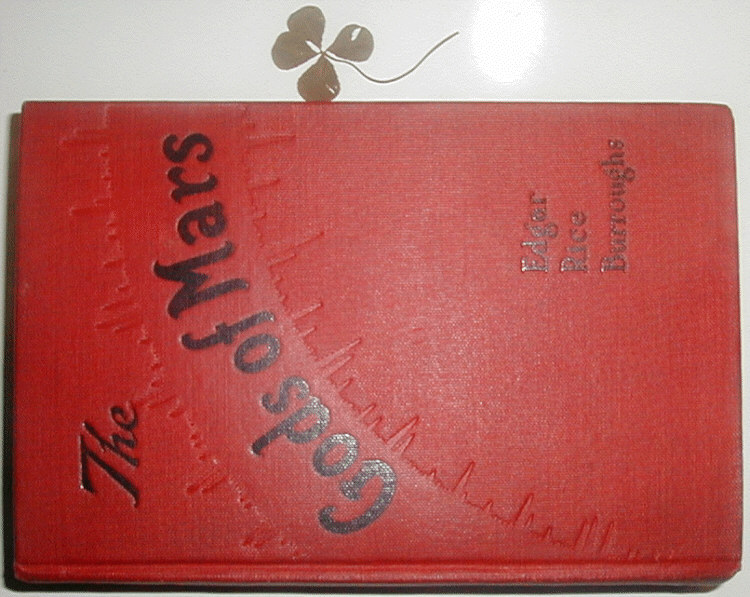 The
Gods of Mars
Edgar
Rice
Burroughs